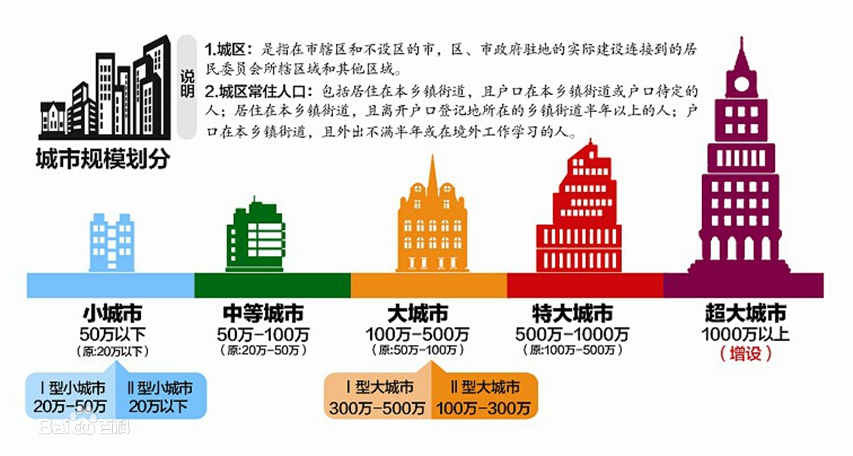 城市规模划分
说明
1.城区：是指在市辖区和不设区的市，区、市政府驻地的实际建设连接到的居
民委员会所辖区域和其他区域。
2.城区常住人口：包括居住在本乡镇街道，且户口在本乡镇街道或户口待定的
人；居住在本乡镇街道，且离开户口登记地所在的乡镇街道半年以上的人；户
口在本乡镇街道，且外出不满半年或在境外工作学习的人。
小城市
50万以下
（原:20万以下）
中等城市
50万-100万
（原:20万-50万）
大城市
100万-500万
（原:50万-100万）
特大城市
500万-1000万
（原:100万-500万）
超大城市
1000万以上
（增设）
Ⅰ型小城市
20万-50万
Ⅱ型小城市
20万以下
Ⅰ型大城市
300万-500万
Ⅱ型大城市
100万-300万
Baidu百科